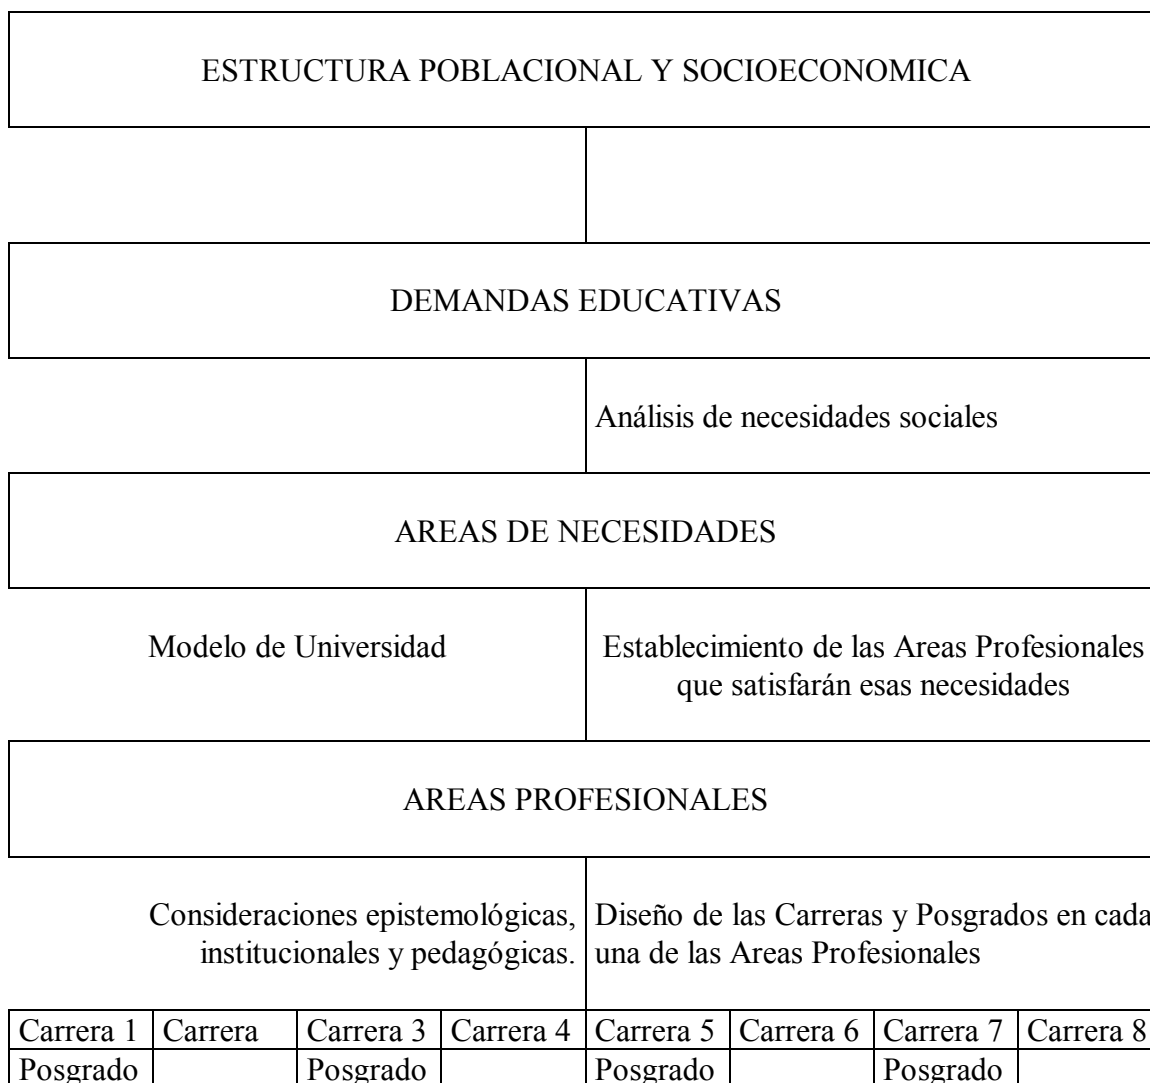 ESTRUCTURA POBLACIONAL Y SOCIOECONOMICA
DEMANDAS EDUCATIVAS
Análisis de necesidades sociales
AREAS DE NECESIDADES
Modelo de Universidad
Establecimiento de las Areas Profesionales
que satisfarán esas necesidades
AREAS PROFESIONALES
Consideraciones epistemológicas,
institucionales y pedagógicas.
Diseño de las Carreras y Posgrados en cada
una de las Areas Profesionales
Carrera 1 Carrera Carrera 3 Carrera 4 Carrera 5 Carrera 6 Carrera 7 Carrera 8
Posgrado Posgrado Posgrado Posgrado